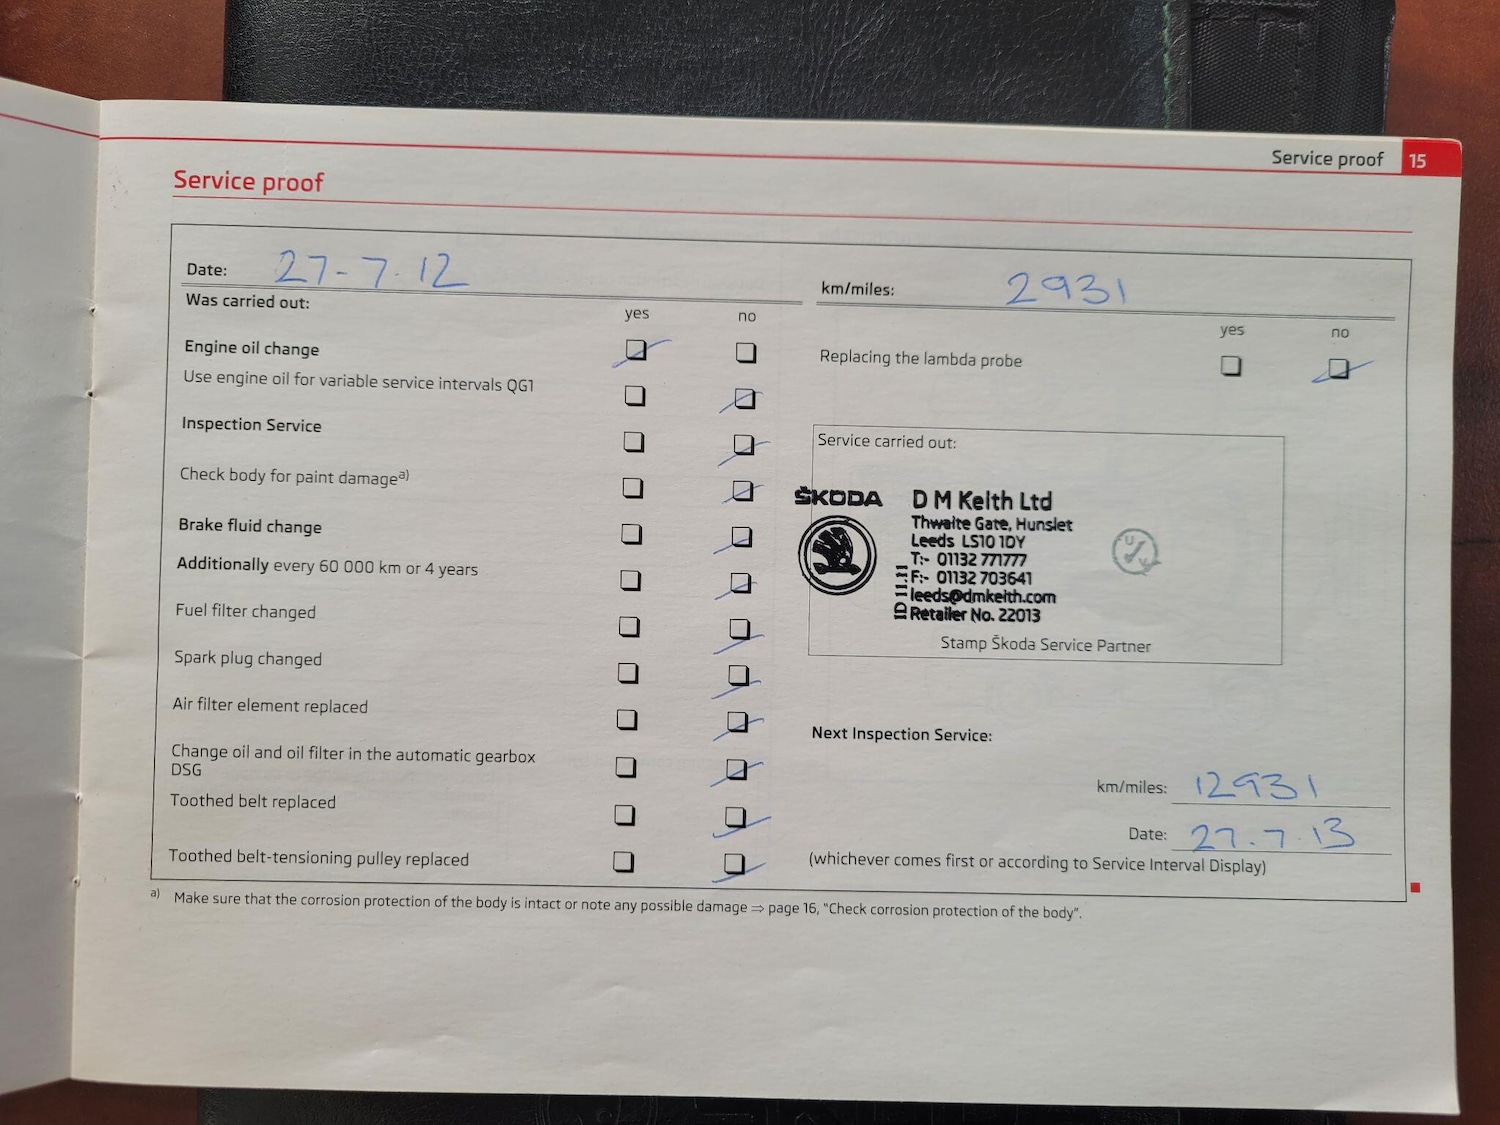 Service proof 15
Service proof
Date: 27-7.12
km/miles: 2931
Was carried out:
yes no
yes no
Engine oil change
Replacing the lambda probe
Use engine oil for variable service intervals QG1
Inspection Service
Check body for paint damage a)
Brake fluid change
Additionally every 60 000 km or 4 years
Fuel filter changed
Spark plug changed
Air filter element replaced
Change oil and oil filter in the automatic gearbox
DSG
Toothed belt replaced
Toothed belt-tensioning pulley replaced
Service carried out:
ŠKODA
D M Keith Ltd
Thwaite Gate, Hunslet
Leeds LS10 1DY
T:- 01132 771777
F:- 01132 703641
leeds@dmkeith.com
Retailer No. 22013
ID 11.11
Stamp Škoda Service Partner
Next Inspection Service:
km/miles: 12931
Date: 27.7.13
(whichever comes first or according to Service Interval Display)
a) Make sure that the corrosion protection of the body is intact or note any possible damage ⇒ page 16, "Check corrosion protection of the body".